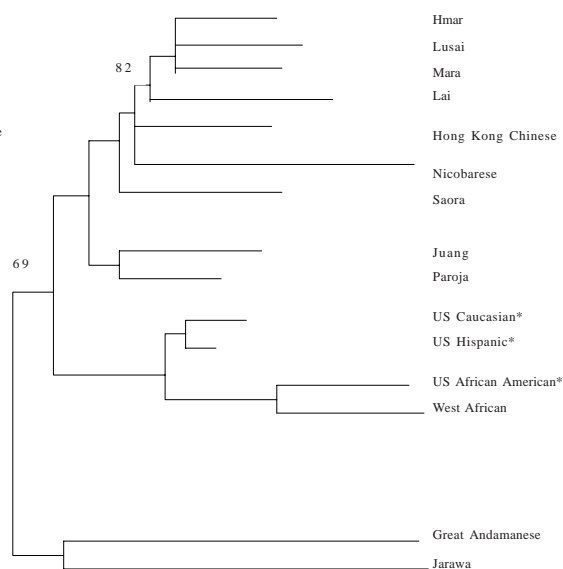 Hmar
Lusai
82
Mara
Lai
e
Hong Kong Chinese
Nicobarese
Saora
Juang
69
Paroja
US Caucasian*
US Hispanic*
US African American*
West African
Great Andamanese
Jarawa